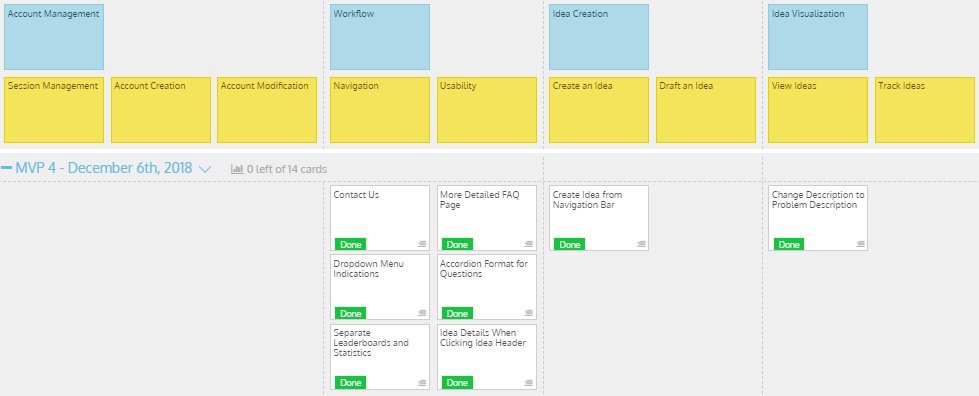 Account Management
Workflow
Idea Creation
Idea Visualization
Session Management
Account Creation
Account Modification
Navigation
Usability
Create an Idea
Draft an Idea
View Ideas
Track Ideas
MVP 4 - December 6th, 2018
0 left of 14 cards
Contact Us
Done
More Detailed FAQ
Page
Done
Create Idea from
Navigation Bar
Done
Change Description to
Problem Description
Done
Dropdown Menu
Indications
Done
Accordion Format for
Questions
Done
Separate
Leaderboards and
Statistics
Done
Idea Details When
Clicking Idea Header
Done